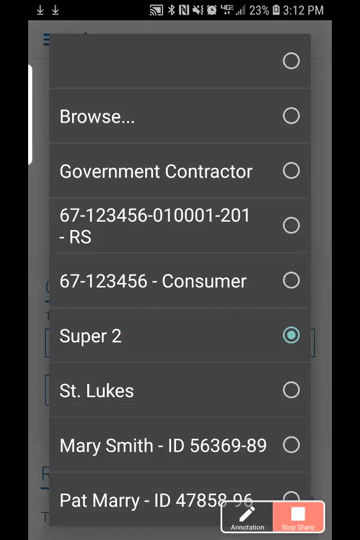 23% 3:12 PM
Browse...
Government Contractor
67-123456-010001-201
- RS
67-123456 - Consumer
Super 2
St. Lukes
Mary Smith - ID 56369-89
Pat Marry - ID 47858-96
Annotation
Stop Share